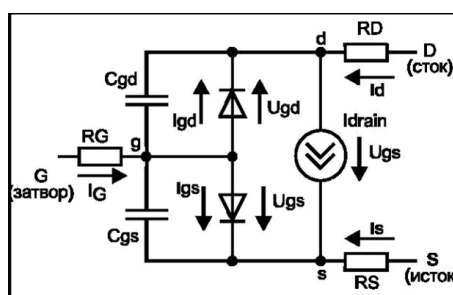 d
RD
D
(сток)
Id
Cgd
Igd
Ugd
Idrain
RG
g
G
(затвор)
IG
Ugs
Igs
Ugs
Cgs
Is
s
RS
S
(исток)